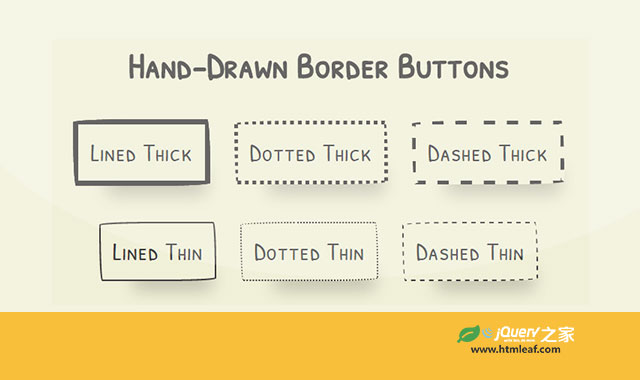 Hand-Drawn Border Buttons
Lined Thick
Dotted Thick
Dashed Thick
Lined Thin
Dotted Thin
Dashed Thin
jQuery之家
www.htmleaf.com